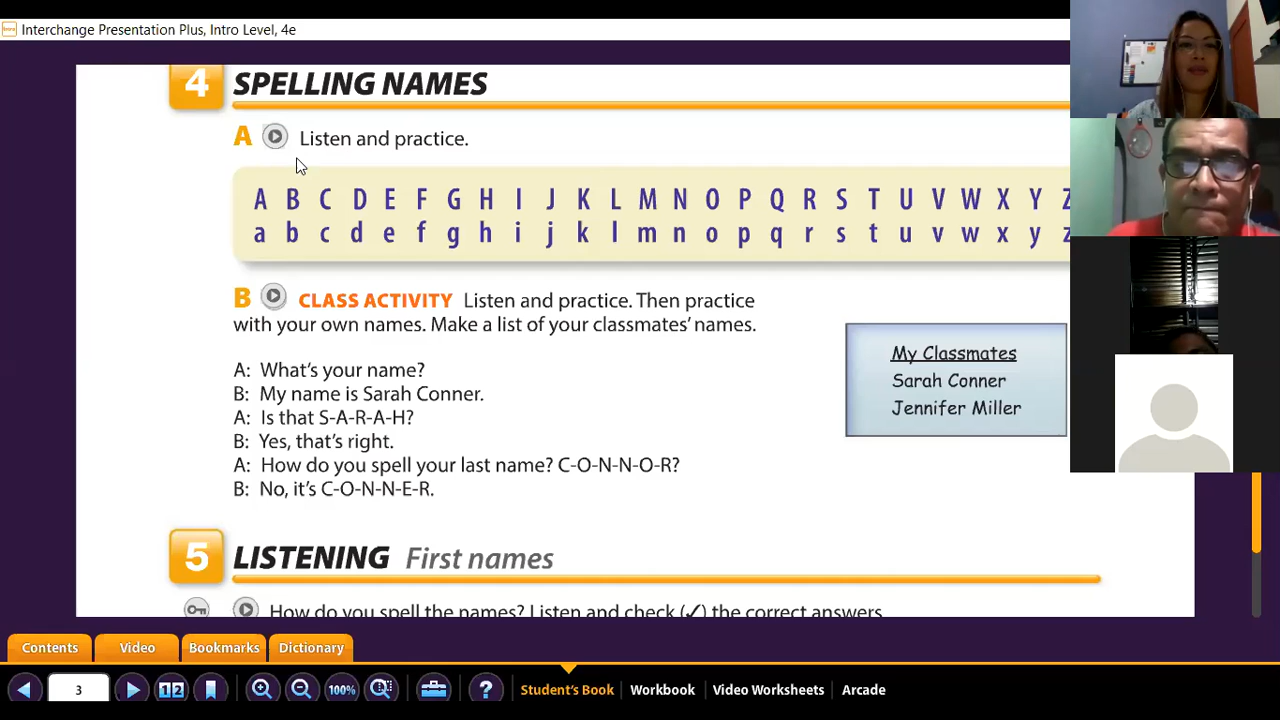 Interchange Presentation Plus, Intro Level, 4e
4 SPELLING NAMES
A Listen and practice.
A B C D E F G H I J K L M N O P Q R S T U V W X Y Z
a b c d e f g h i j k l m n o p q r s t u v w x y z
B CLASS ACTIVITY Listen and practice. Then practice
with your own names. Make a list of your classmates' names.
A: What's your name?
B: My name is Sarah Conner.
A: Is that S-A-R-A-H?
B: Yes, that's right.
A: How do you spell your last name? C-O-N-N-O-R?
B: No, it's C-O-N-N-E-R.
My Classmates
Sarah Conner
Jennifer Miller
5 LISTENING First names
How do you spell the names? Listen and check (✓) the correct answers
Contents Video Bookmarks Dictionary
3 1 2 100% ? Student's Book Workbook Video Worksheets Arcade